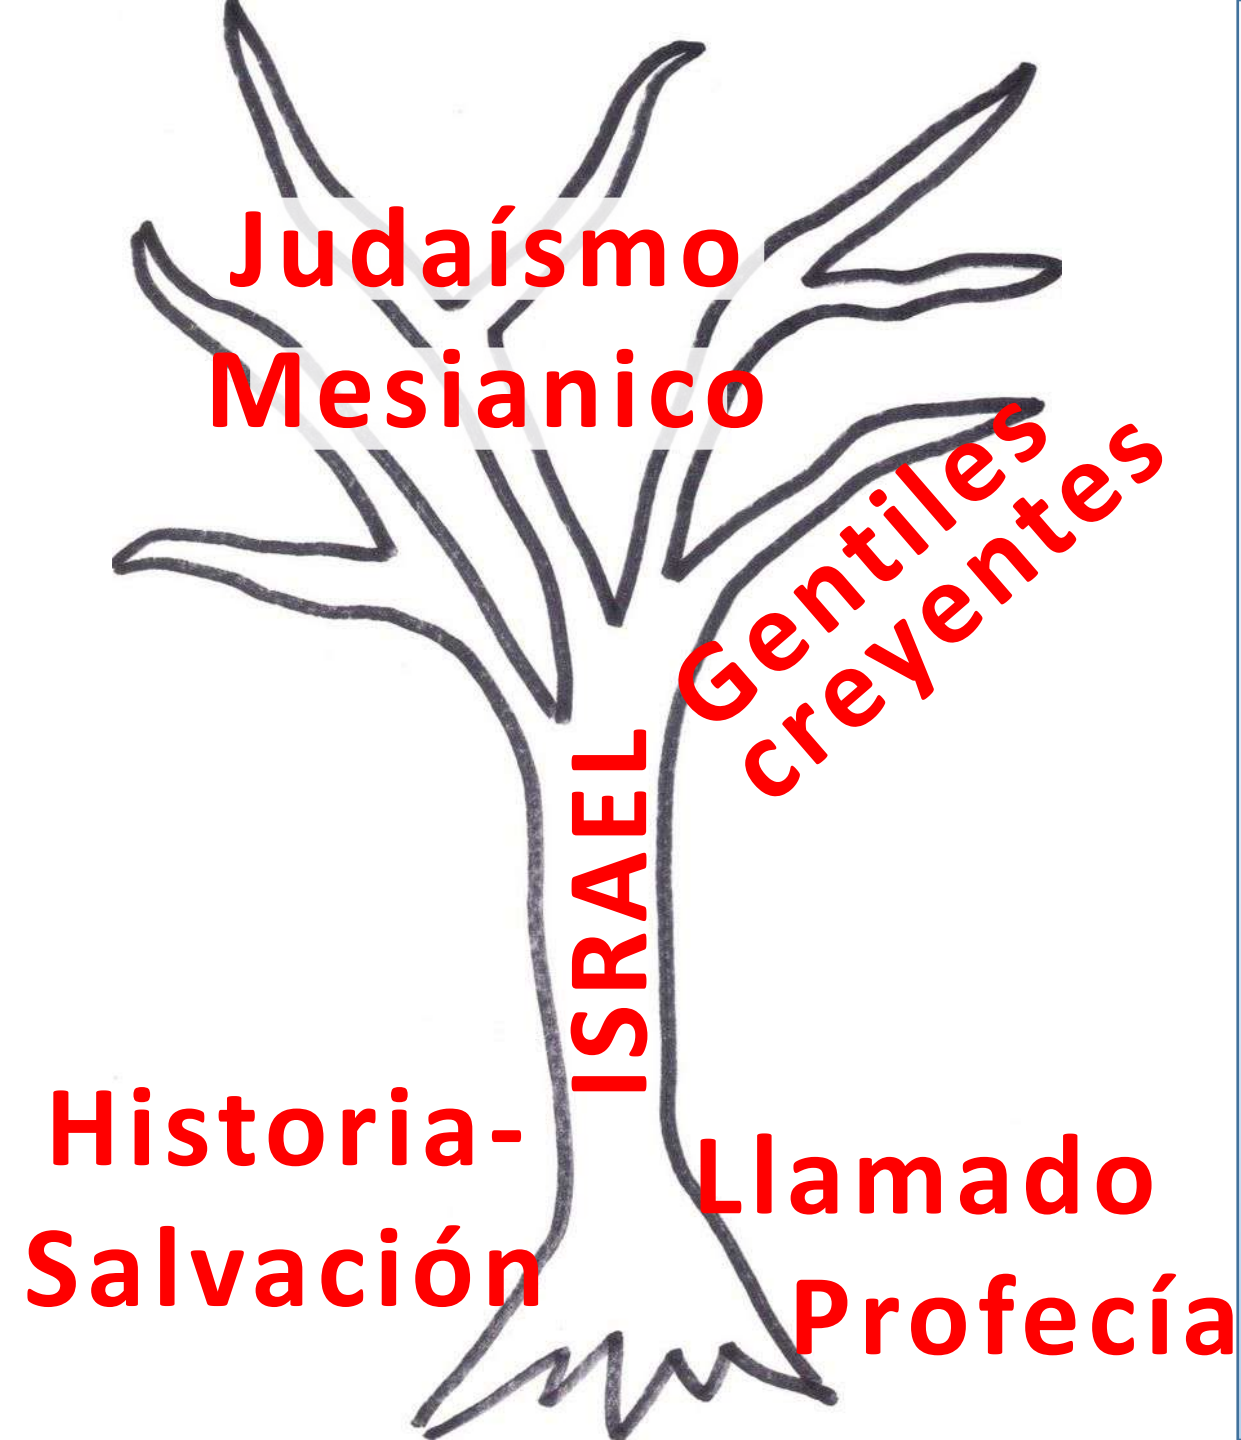 Judaísmo
Mesianico
Gentiles
creyentes
ISRAEL
Historia-
Salvación
Llamado
Profecía